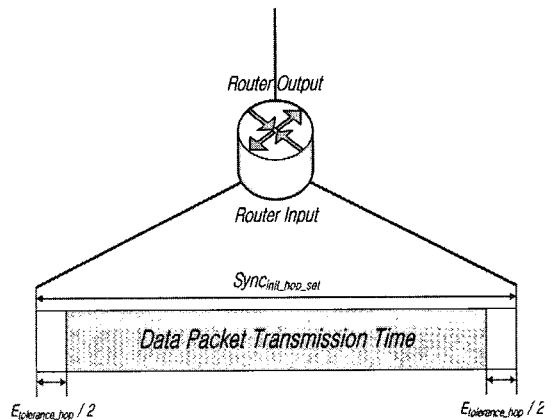 Router Output
Router Input
Sync_init_hop_set
Data Packet Transmission Time
E_tolerance_hop / 2
E_tolerance_hop / 2